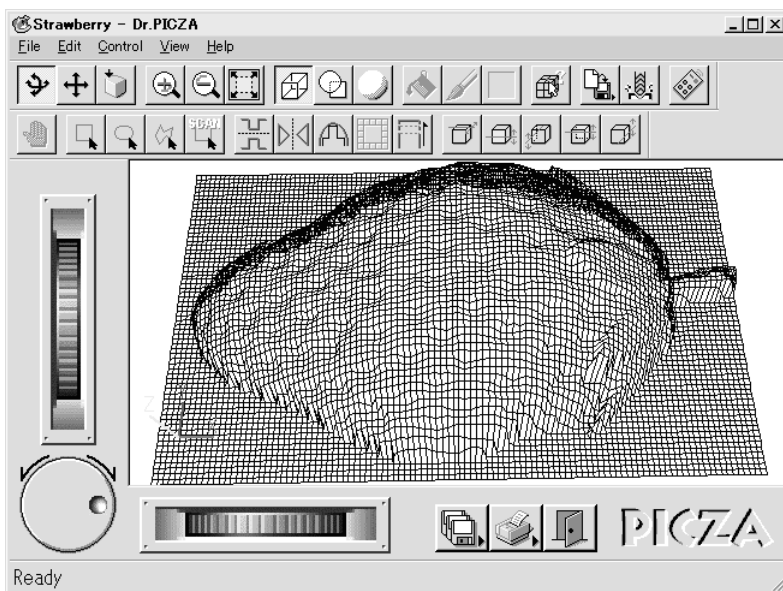 Strawberry - Dr.PICZA
File Edit Control View Help
SCAN
Z
PICZA
Ready